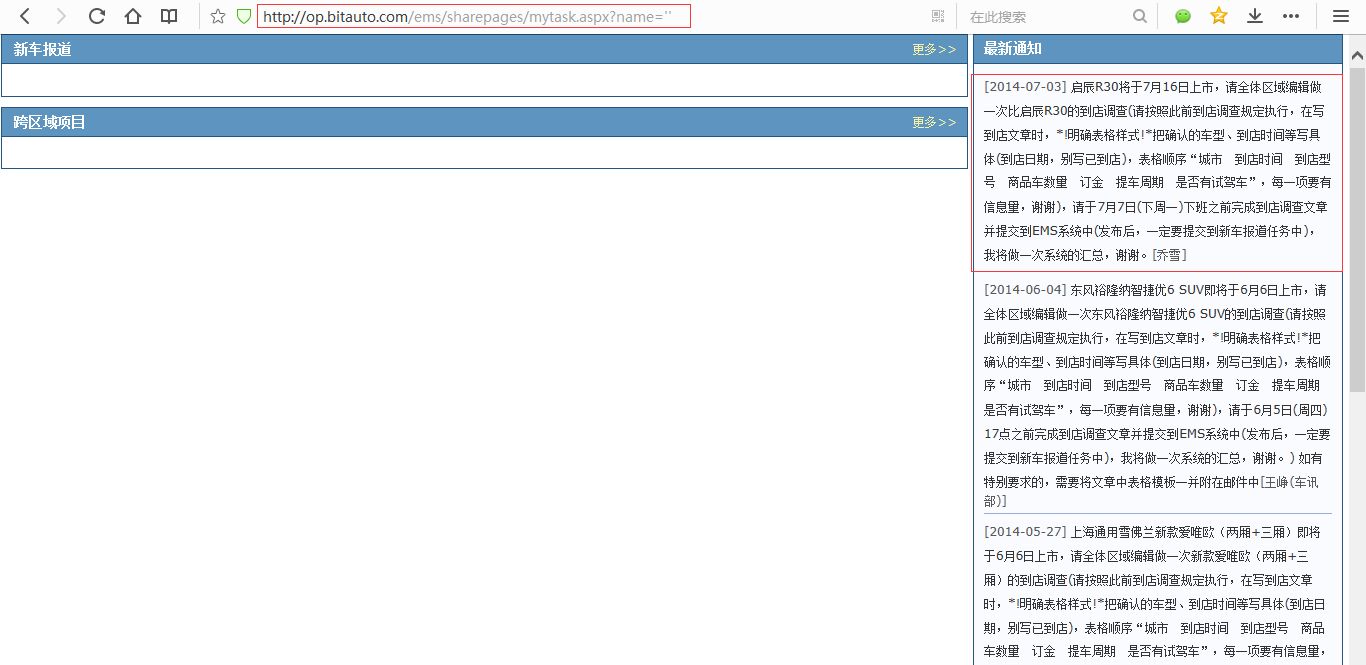 http://op.bitauto.com/ems/sharepages/mytask.aspx?name=''
在此搜索
新车报道
更多>>
跨区域项目
更多>>
最新通知
[2014-07-03] 启辰R30将于7月16日上市，请全体区域编辑做
一次比启辰R30的到店调查(请按照此前到店调查规定执行，在写
到店文章时，*!明确表格样式!*把确认的车型、到店时间等写具
体(到店日期，别写已到店)，表格顺序“城市　到店时间　到店型
号　商品车数量　订金　提车周期　是否有试驾车”，每一项要有
信息量，谢谢)，请于7月7日(下周一)下班之前完成到店调查文章
并提交到EMS系统中(发布后，一定要提交到新车报道任务中)，
我将做一次系统的汇总，谢谢。[乔雪]
[2014-06-04] 东风裕隆纳智捷优6 SUV即将于6月6日上市，请
全体区域编辑做一次东风裕隆纳智捷优6 SUV的到店调查(请按照
此前到店调查规定执行，在写到店文章时，*!明确表格样式!*把
确认的车型、到店时间等写具体(到店日期，别写已到店)，表格顺
序“城市　到店时间　到店型号　商品车数量　订金　提车周期
是否有试驾车”，每一项要有信息量，谢谢)，请于6月5日(周四)
17点之前完成到店调查文章并提交到EMS系统中(发布后，一定要
提交到新车报道任务中)，我将做一次系统的汇总，谢谢。) 如有
特别要求的，需要将文章中表格模板一并附在邮件中[王峥(车讯
部)]
[2014-05-27] 上海通用雪佛兰新款爱唯欧（两厢+三厢）即将
于6月6日上市，请全体区域编辑做一次新款爱唯欧（两厢+三
厢）的到店调查(请按照此前到店调查规定执行，在写到店文章
时，*!明确表格样式!*把确认的车型、到店时间等写具体(到店日
期，别写已到店)，表格顺序“城市　到店时间　到店型号　商品
车数量　订金　提车周期　是否有试驾车”，每一项要有信息量，